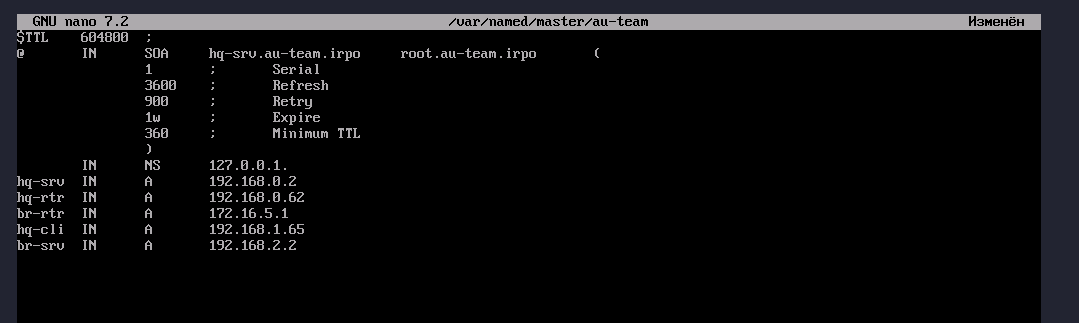 GNU nano 7.2 /var/named/master/au-team Изменён
$TTL 604800 ;
@ IN SOA hq-srv.au-team.irpo root.au-team.irpo (
1 ; Serial
3600 ; Refresh
900 ; Retry
1w ; Expire
360 ; Minimum TTL
)
IN NS 127.0.0.1.
hq-srv IN A 192.168.0.2
hq-rtr IN A 192.168.0.62
br-rtr IN A 172.16.5.1
hq-cli IN A 192.168.1.65
br-srv IN A 192.168.2.2